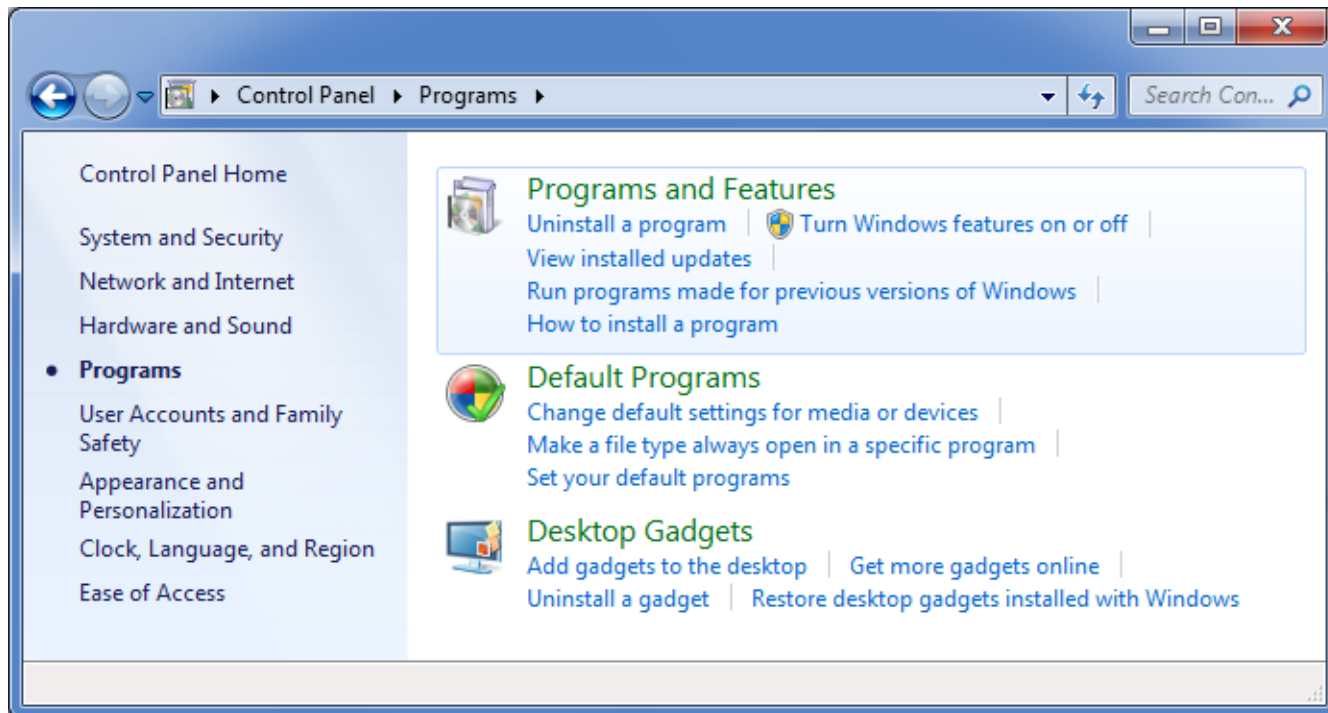 Control Panel Programs
Search Con...
Control Panel Home
System and Security
Network and Internet
Hardware and Sound
Programs
User Accounts and Family
Safety
Appearance and
Personalization
Clock, Language, and Region
Ease of Access
Programs and Features
Uninstall a program Turn Windows features on or off
View installed updates
Run programs made for previous versions of Windows
How to install a program
Default Programs
Change default settings for media or devices
Make a file type always open in a specific program
Set your default programs
Desktop Gadgets
Add gadgets to the desktop Get more gadgets online
Uninstall a gadget Restore desktop gadgets installed with Windows